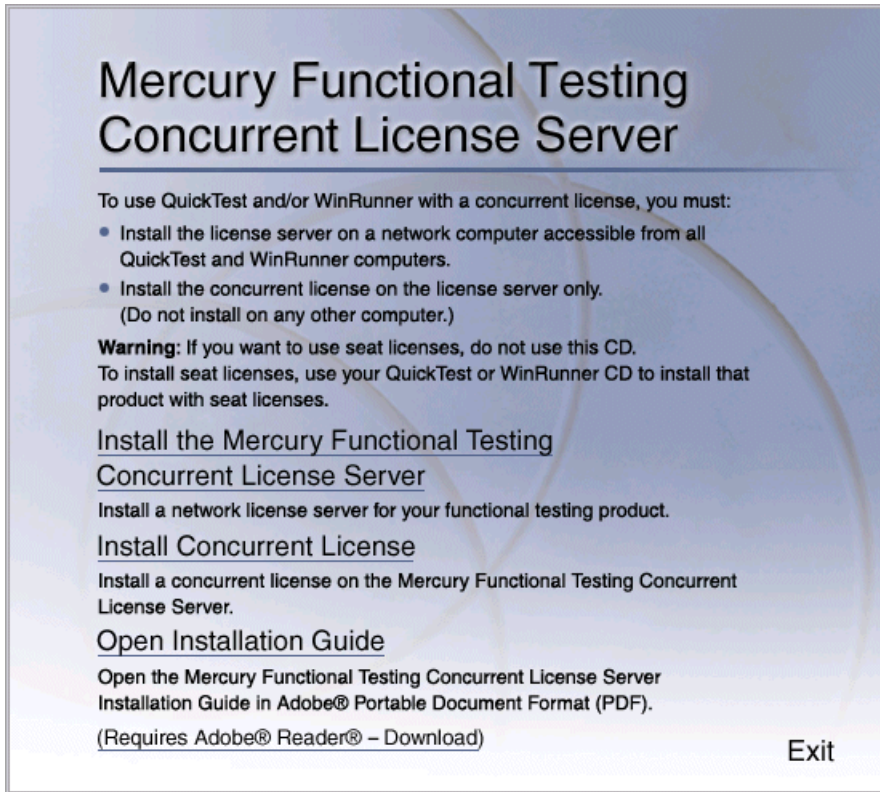 Mercury Functional Testing
Concurrent License Server
To use QuickTest and/or WinRunner with a concurrent license, you must:
• Install the license server on a network computer accessible from all
QuickTest and WinRunner computers.
• Install the concurrent license on the license server only.
(Do not install on any other computer.)
Warning: If you want to use seat licenses, do not use this CD.
To install seat licenses, use your QuickTest or WinRunner CD to install that
product with seat licenses.
Install the Mercury Functional Testing
Concurrent License Server
Install a network license server for your functional testing product.
Install Concurrent License
Install a concurrent license on the Mercury Functional Testing Concurrent
License Server.
Open Installation Guide
Open the Mercury Functional Testing Concurrent License Server
Installation Guide in Adobe® Portable Document Format (PDF).
(Requires Adobe® Reader® – Download)
Exit